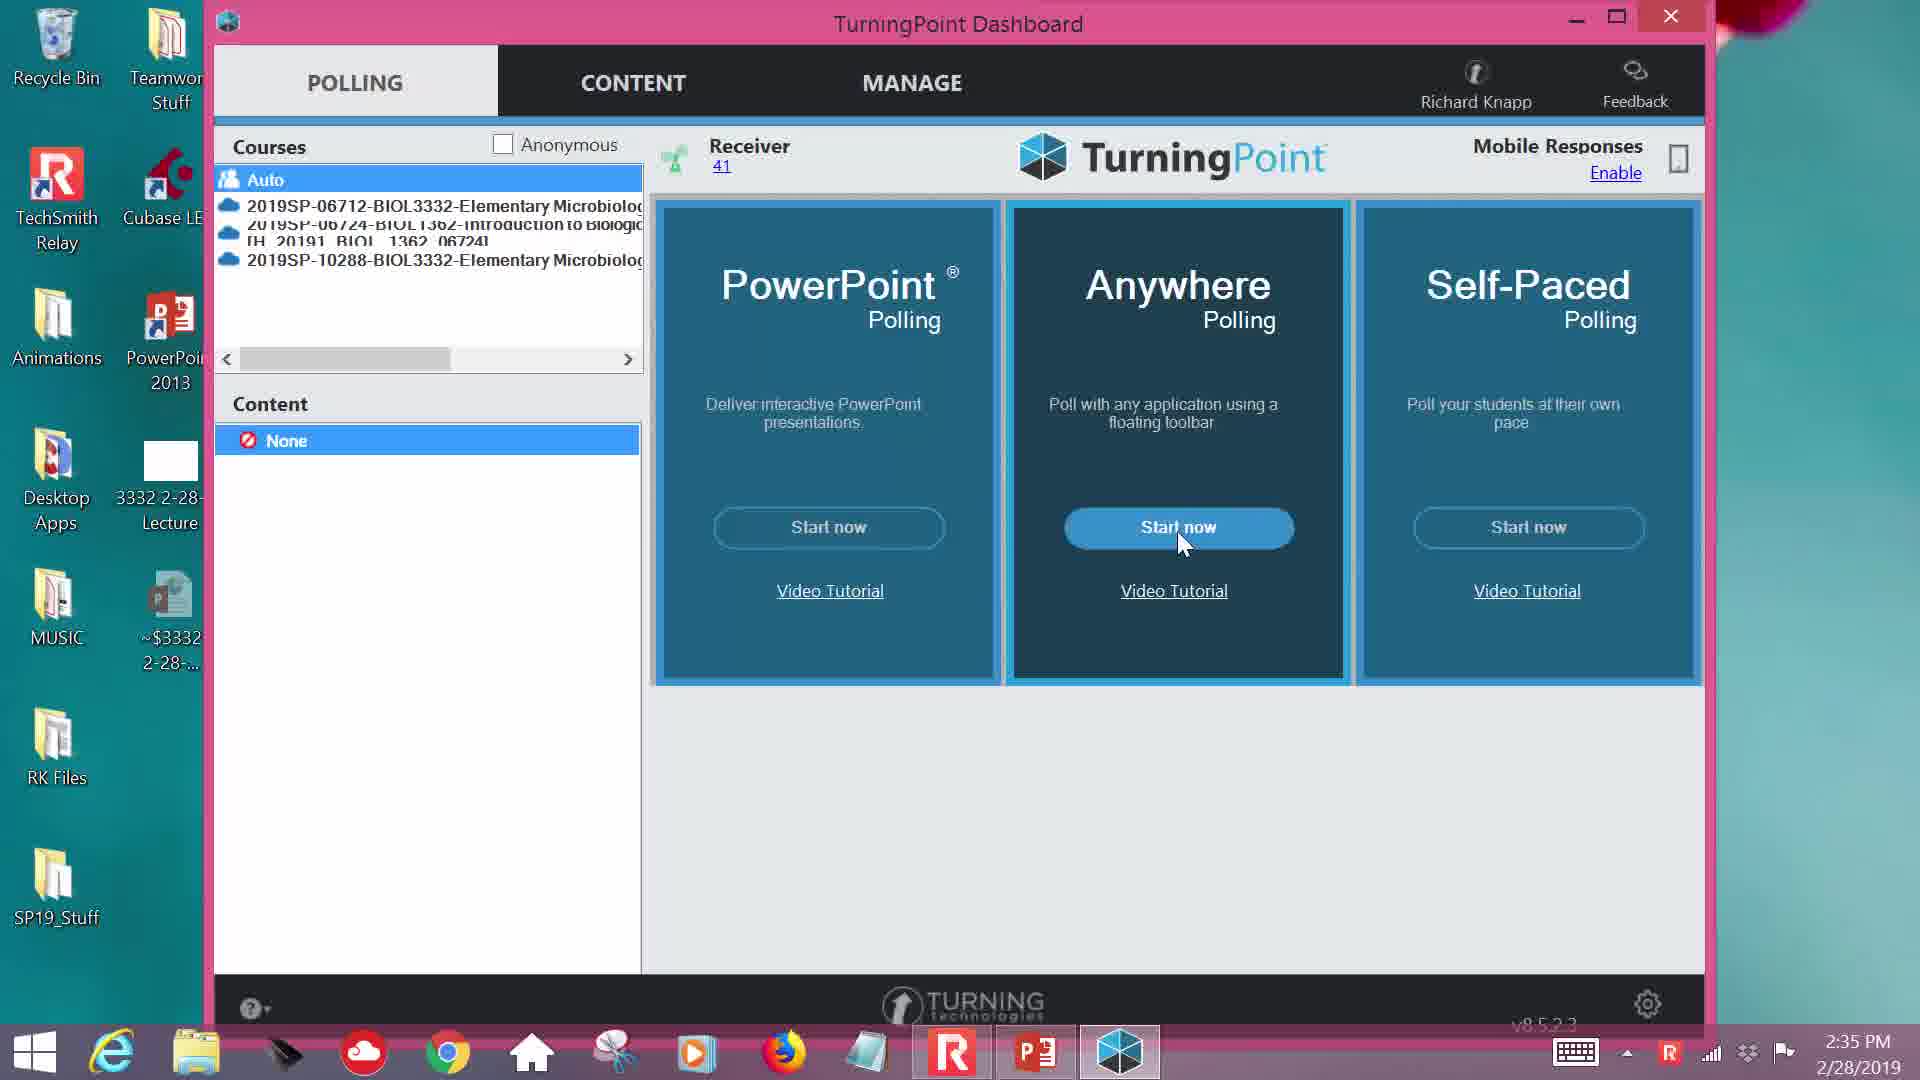 TurningPoint Dashboard
Recycle Bin
Teamwor
Stuff
TechSmith
Relay
Cubase LE
Animations
PowerPoi
2013
Desktop
Apps
3332 2-28-
Lecture
MUSIC
~$3332
2-28-...
RK Files
SP19_Stuff
POLLING
CONTENT
MANAGE
Richard Knapp
Feedback
Courses
Anonymous
Auto
2019SP-06712-BIOL3332-Elementary Microbiolog
2019SP-06724-BIOL1362-Introduction to Biologic
[H_20191_BIOL_1362_06724]
2019SP-10288-BIOL3332-Elementary Microbiolog
Content
None
Receiver
41
TurningPoint
Mobile Responses
Enable
PowerPoint ®
Polling
Deliver interactive PowerPoint
presentations.
Start now
Video Tutorial
Anywhere
Polling
Poll with any application using a
floating toolbar
Start now
Video Tutorial
Self-Paced
Polling
Poll your students at their own
pace
Start now
Video Tutorial
TURNING
Technologies
v8.5.2.3
2:35 PM
2/28/2019